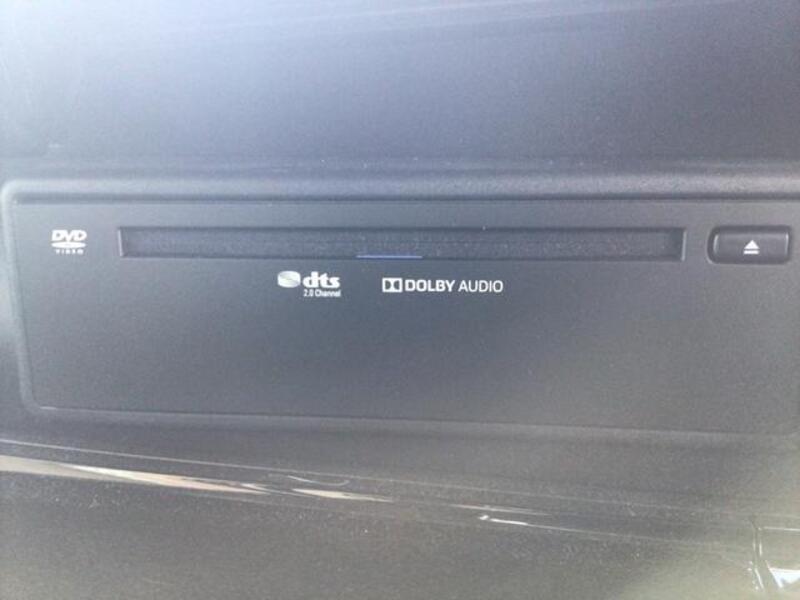 DVD
VIDEO
dts
2.0 Channel
DOLBY AUDIO